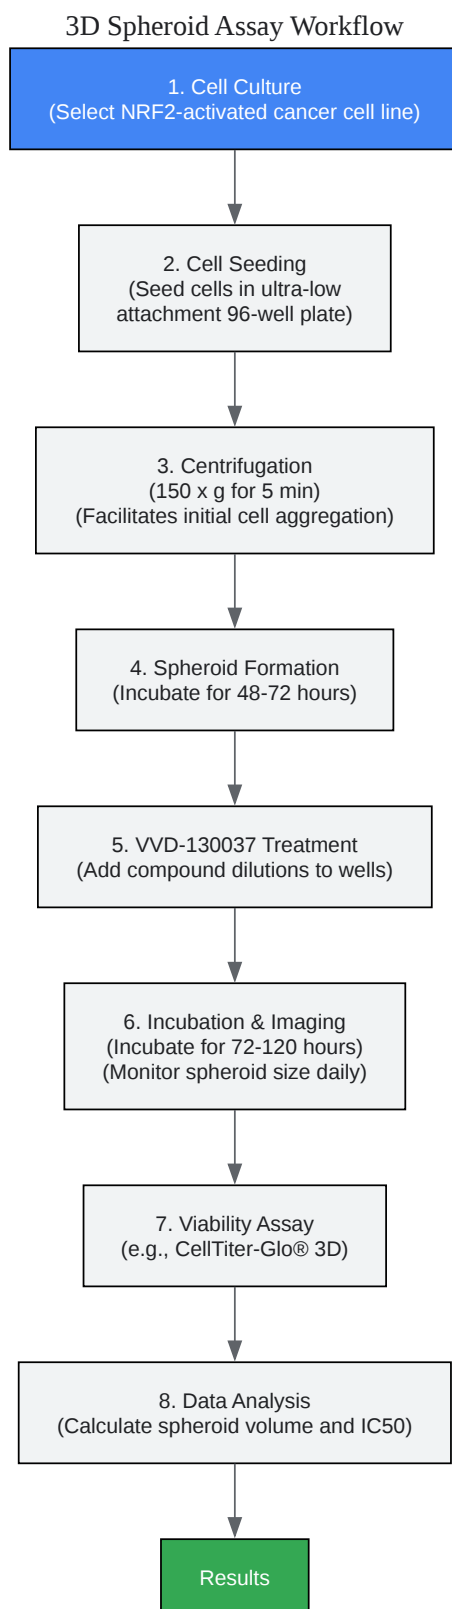 3D Spheroid Assay Workflow
1. Cell Culture
(Select NRF2-activated cancer cell line)
2. Cell Seeding
(Seed cells in ultra-low
attachment 96-well plate)
3. Centrifugation
(150 x g for 5 min)
(Facilitates initial cell aggregation)
4. Spheroid Formation
(Incubate for 48-72 hours)
5. VVD-130037 Treatment
(Add compound dilutions to wells)
6. Incubation & Imaging
(Incubate for 72-120 hours)
(Monitor spheroid size daily)
7. Viability Assay
(e.g., CellTiter-Glo® 3D)
8. Data Analysis
(Calculate spheroid volume and IC50)
Results